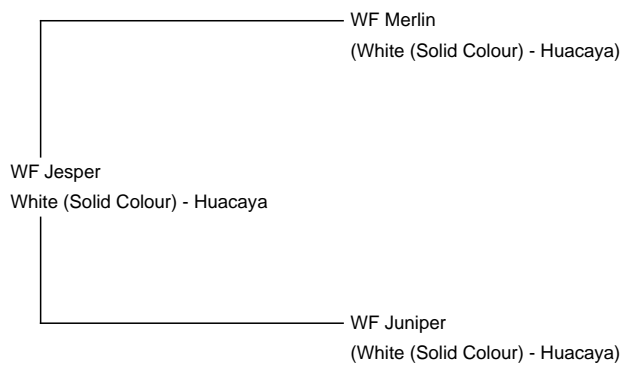 WF Merlin
(White (Solid Colour) - Huacaya)
WF Jesper
White (Solid Colour) - Huacaya
WF Juniper
(White (Solid Colour) - Huacaya)